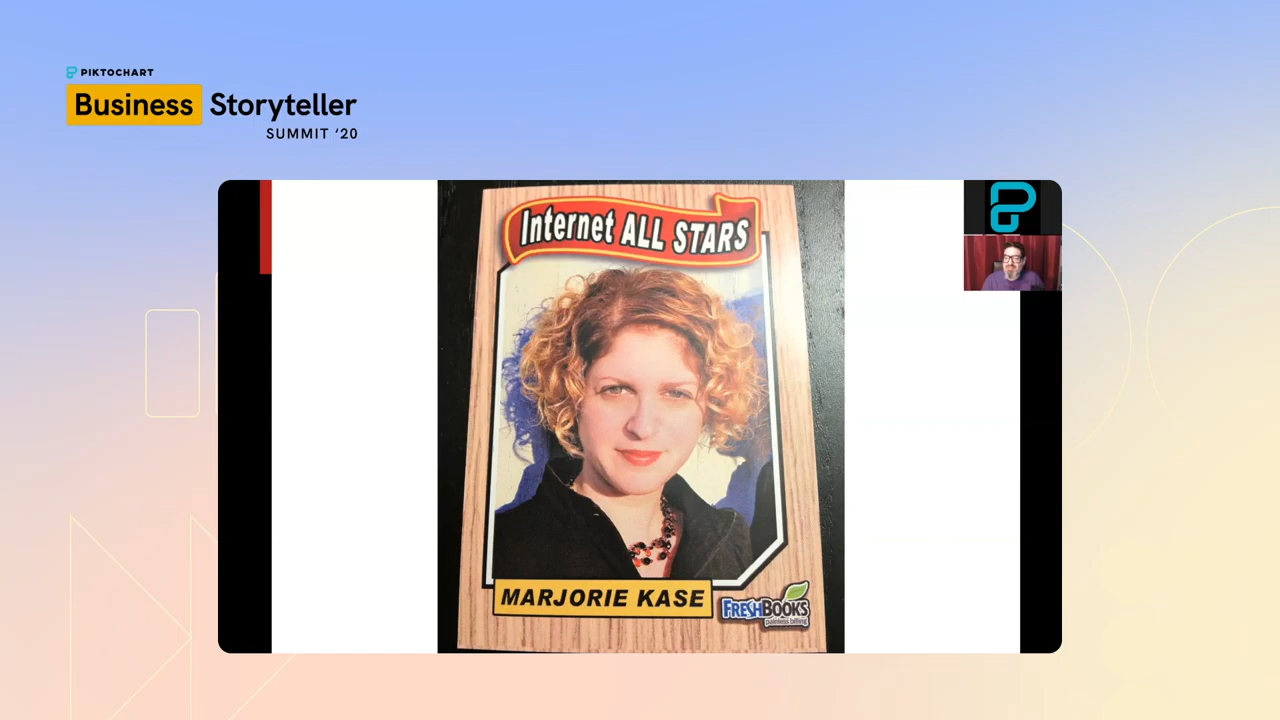 PIKTOCHART
Business Storyteller
SUMMIT ‘20
Internet ALL STARS
MARJORIE KASE
FRESHBOOKS
painless billing